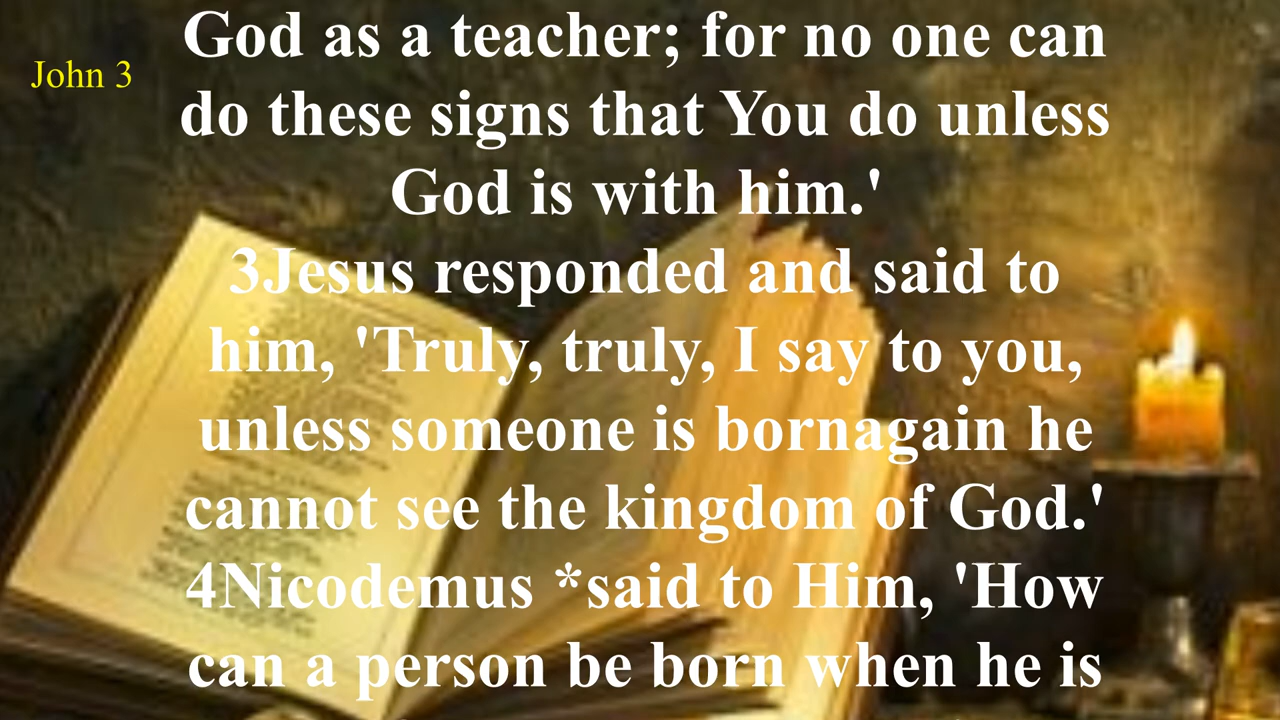 God as a teacher; for no one can
John 3
do these signs that You do unless
God is with him.'
3Jesus responded and said to
him, 'Truly, truly, I say to you,
unless someone is bornagain he
cannot see the kingdom of God.'
4Nicodemus *said to Him, 'How
can a person be born when he is